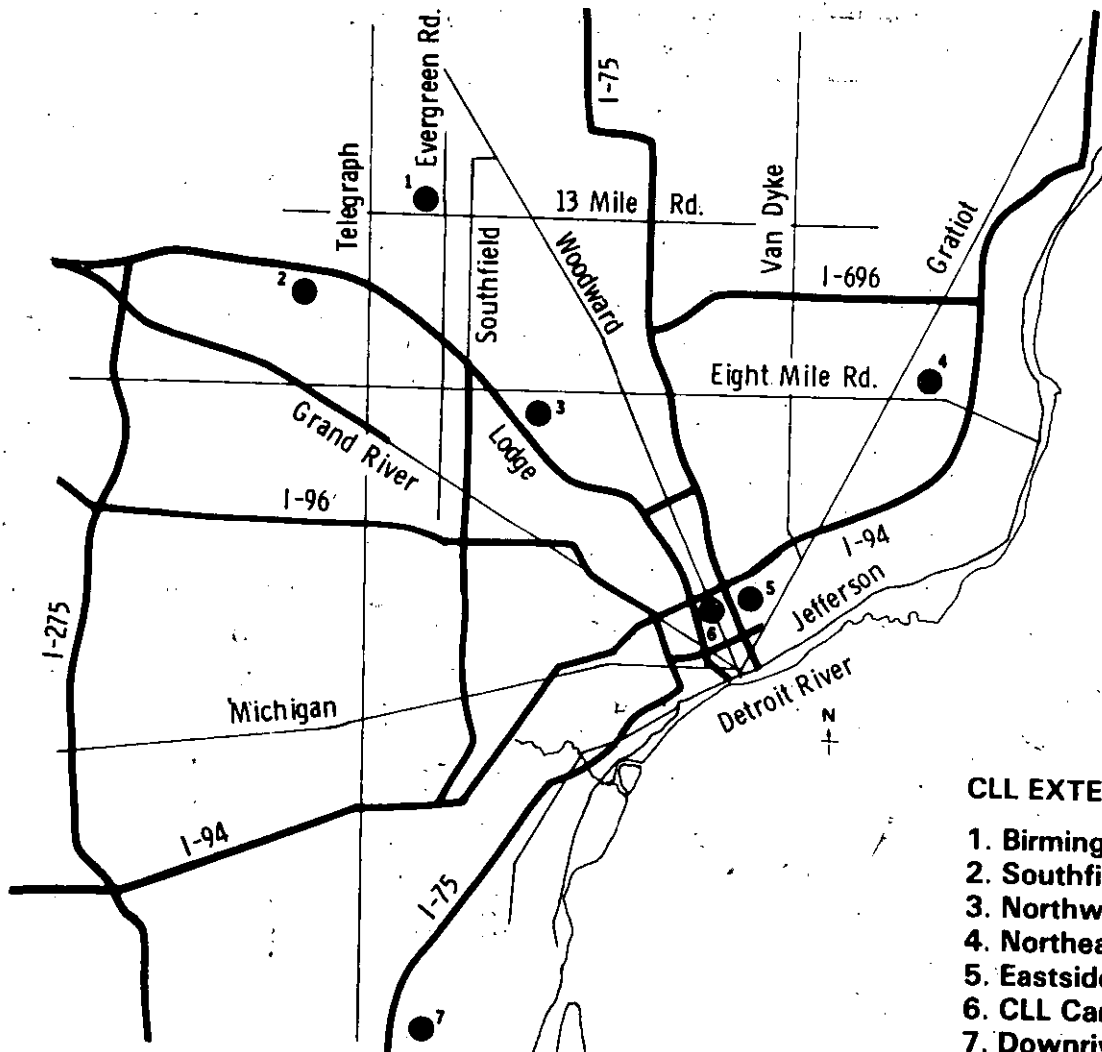 Evergreen Rd.
I-75
Telegraph
1
13 Mile Rd.
Van Dyke
Gratiot
Southfield
Woodward
2
I-696
Eight Mile Rd.
4
3
Grand River
Lodge
I-96
I-94
5
Jefferson
6
I-275
Michigan
Detroit River
N
I-94
I-75
7
CLL EXTE
1. Birming
2. Southfi
3. Northw
4. Northea
5. Eastside
6. CLL Ca
7. Downriv